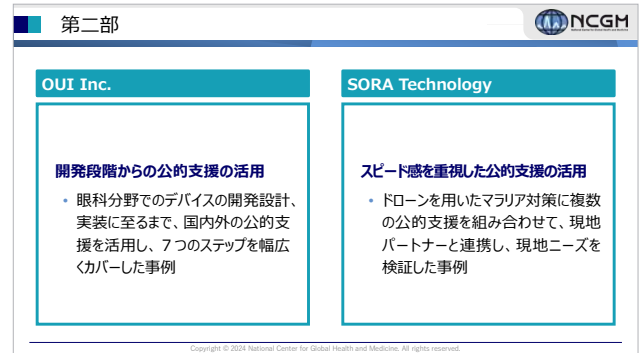 第二部
NCGM
National Center for Global Health and Medicine
OUI Inc.
開発段階からの公的支援の活用
• 眼科分野でのデバイスの開発設計、
実装に至るまで、国内外の公的支
援を活用し、７つのステップを幅広
くカバーした事例
SORA Technology
スピード感を重視した公的支援の活用
• ドローンを用いたマラリア対策に複数
の公的支援を組み合わせて、現地
パートナーと連携し、現地ニーズを
検証した事例
Copyright © 2024 National Center for Global Health and Medicine. All rights reserved.